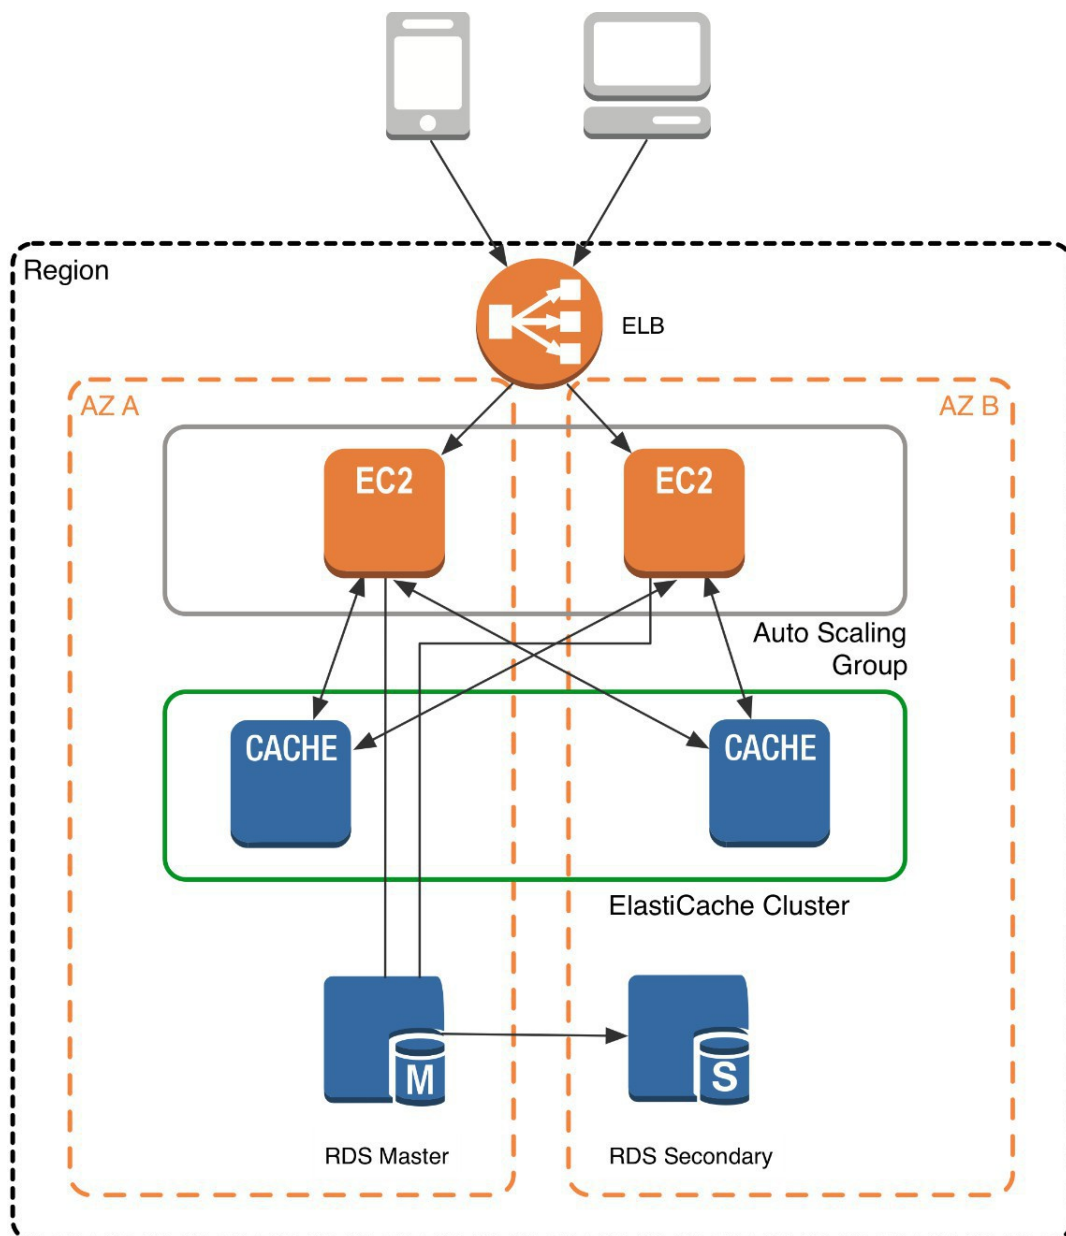 Region
ELB
AZ A
AZ B
EC2
EC2
Auto Scaling
Group
CACHE
CACHE
ElastiCache Cluster
M
S
RDS Master
RDS Secondary